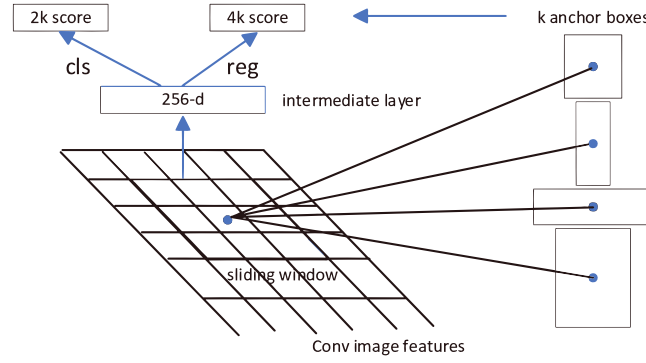 2k score
4k score
k anchor boxes
cls
reg
256-d
intermediate layer
sliding window
Conv image features